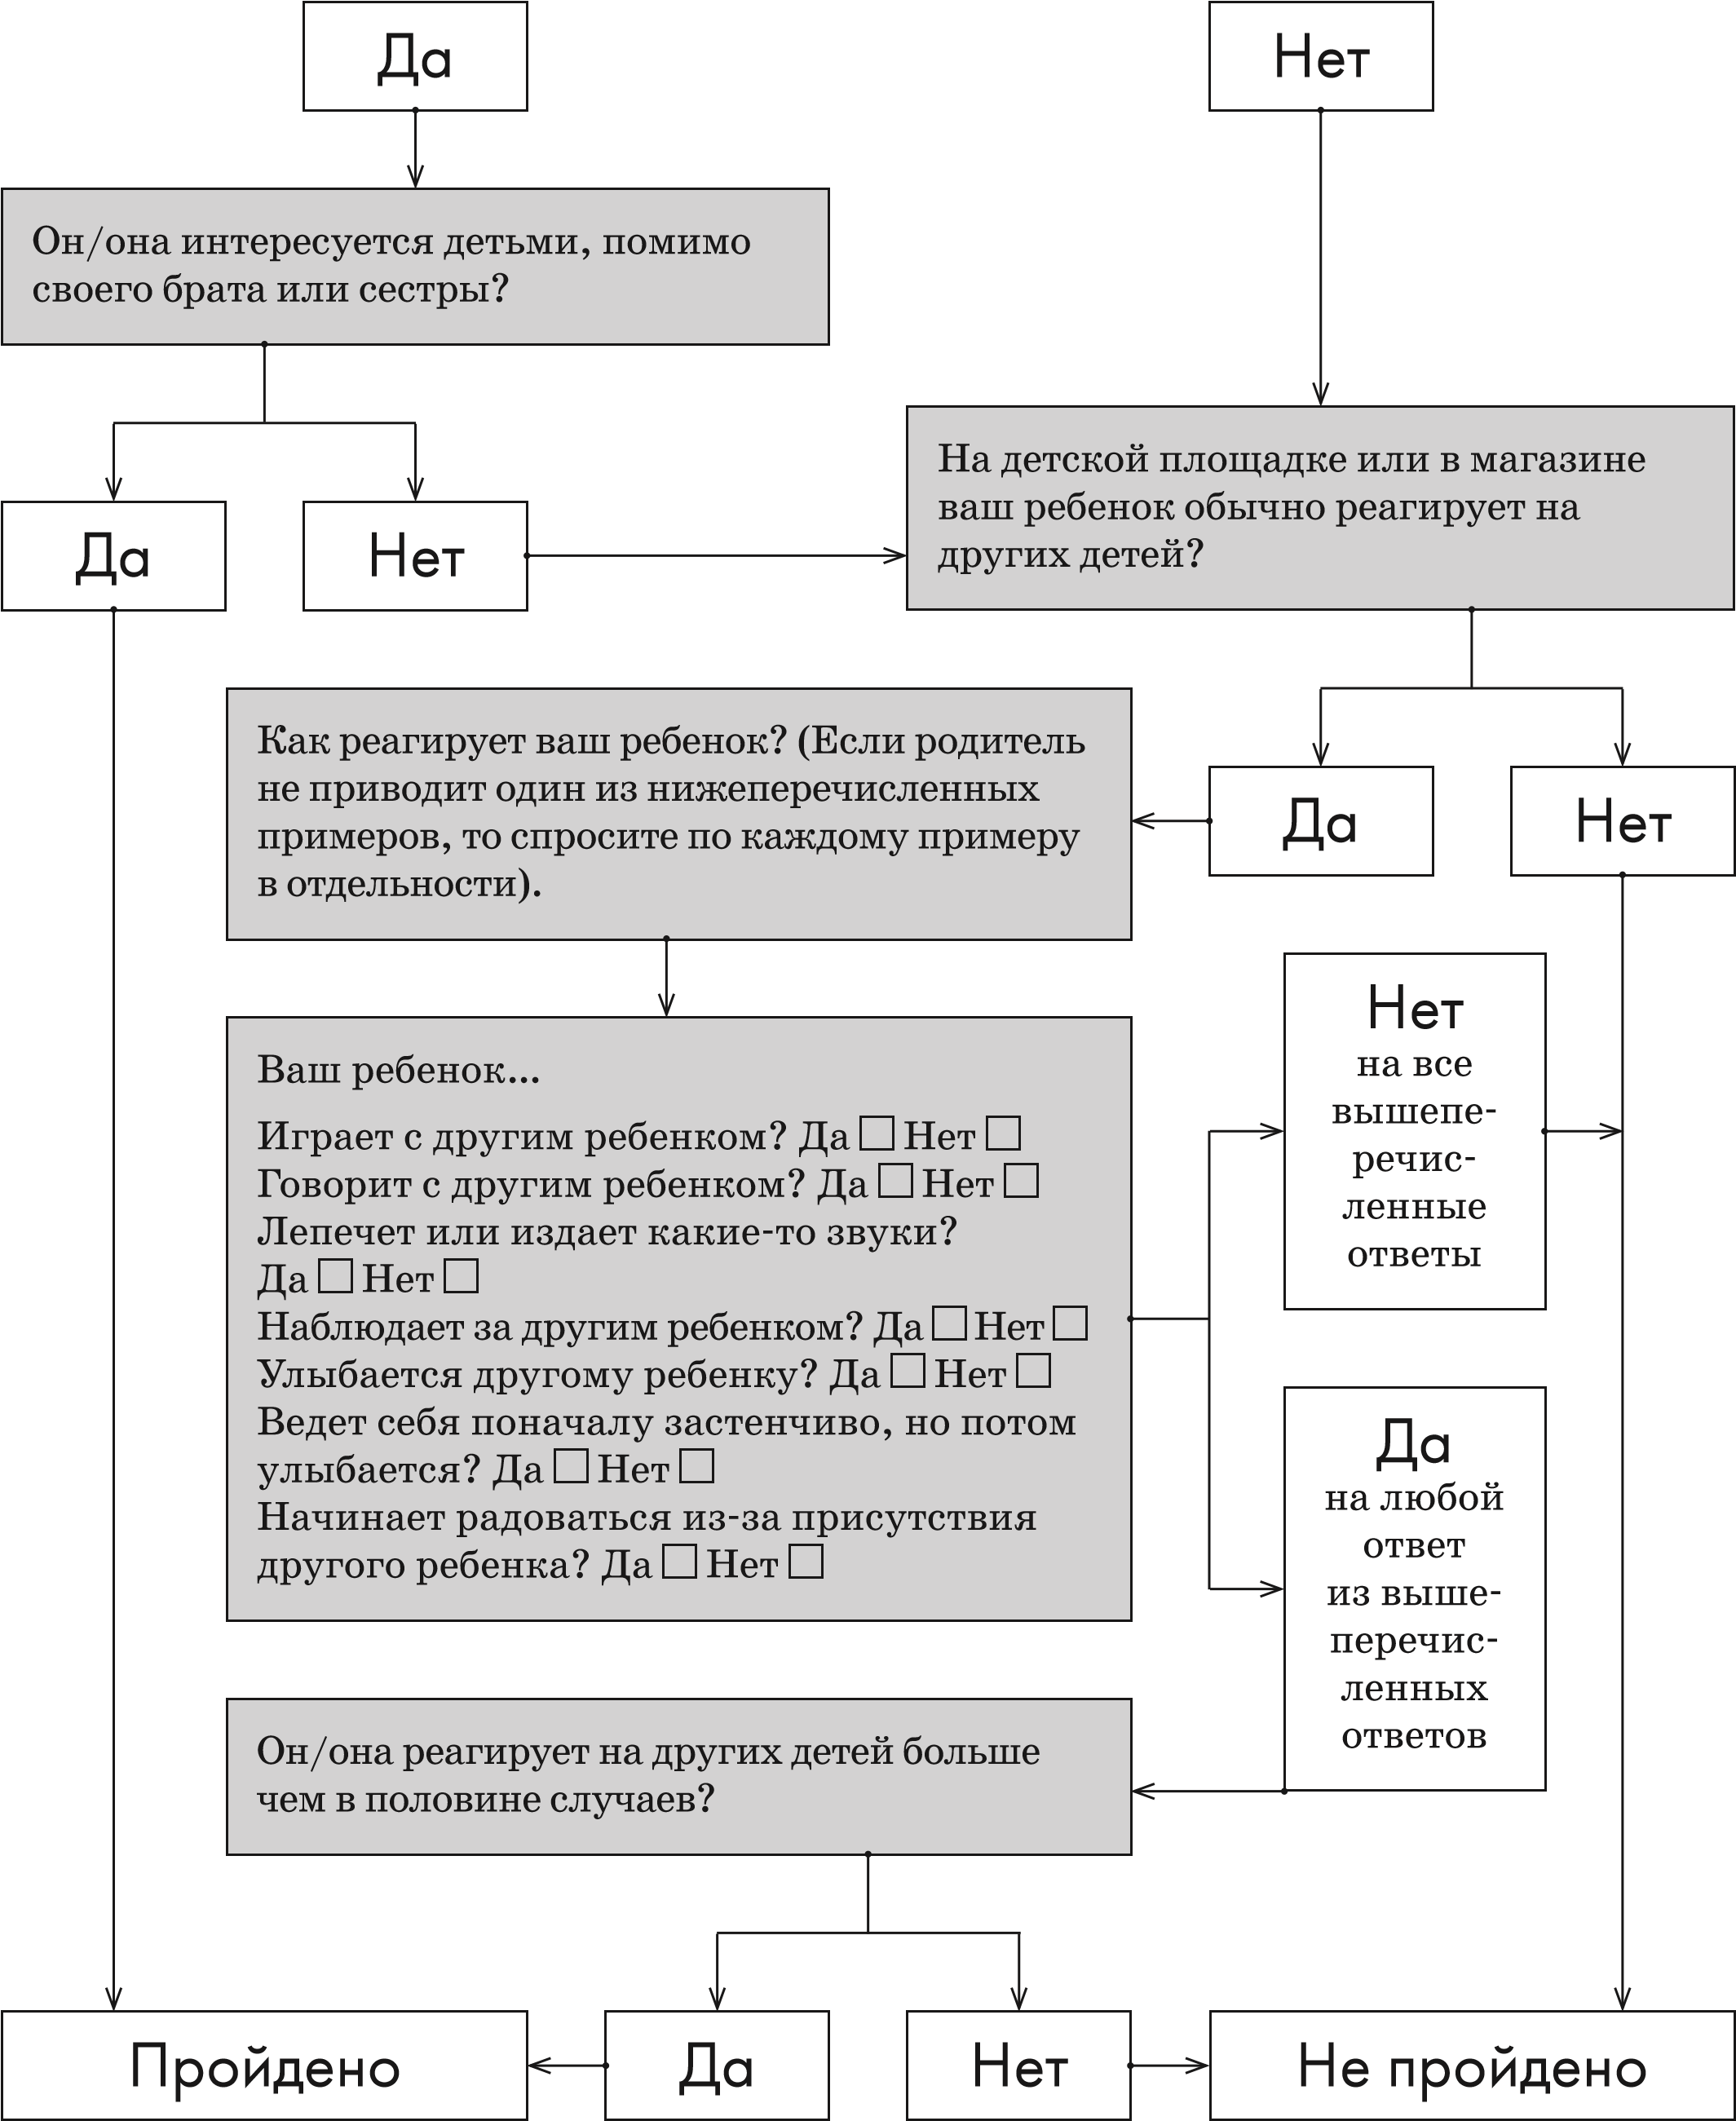 Да
Нет
Он/она интересуется детьми, помимо
своего брата или сестры?
Да
Нет
На детской площадке или в магазине
ваш ребенок обычно реагирует на
других детей?
Да
Нет
Как реагирует ваш ребенок? (Если родитель
не приводит один из нижеперечисленных
примеров, то спросите по каждому примеру
в отдельности).
Ваш ребенок...
Играет с другим ребенком? Да □ Нет □
Говорит с другим ребенком? Да □ Нет □
Лепечет или издает какие-то звуки?
Да □ Нет □
Наблюдает за другим ребенком? Да □ Нет □
Улыбается другому ребенку? Да □ Нет □
Ведет себя поначалу застенчиво, но потом
улыбается? Да □ Нет □
Начинает радоваться из-за присутствия
другого ребенка? Да □ Нет □
Нет
на все
вышепе-
речис-
ленные
ответы
Да
на любой
ответ
из выше-
перечис-
ленных
ответов
Он/она реагирует на других детей больше
чем в половине случаев?
Пройдено
Да
Нет
Не пройдено